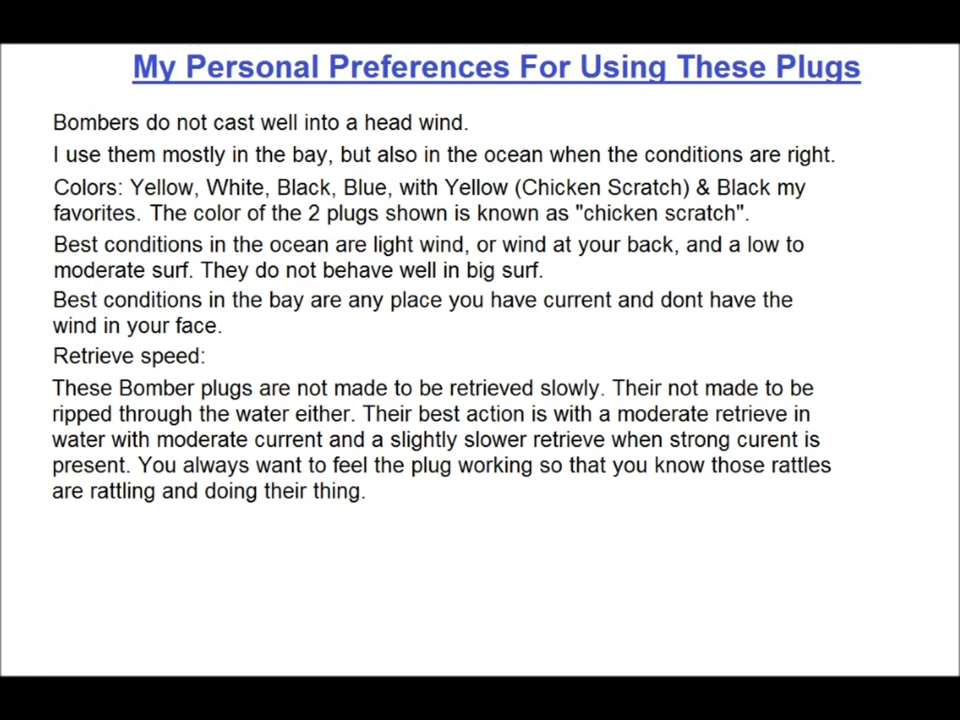 My Personal Preferences For Using These Plugs
Bombers do not cast well into a head wind.
I use them mostly in the bay, but also in the ocean when the conditions are right.
Colors: Yellow, White, Black, Blue, with Yellow (Chicken Scratch) & Black my
favorites. The color of the 2 plugs shown is known as "chicken scratch".
Best conditions in the ocean are light wind, or wind at your back, and a low to
moderate surf. They do not behave well in big surf.
Best conditions in the bay are any place you have current and dont have the
wind in your face.
Retrieve speed:
These Bomber plugs are not made to be retrieved slowly. Their not made to be
ripped through the water either. Their best action is with a moderate retrieve in
water with moderate current and a slightly slower retrieve when strong curent is
present. You always want to feel the plug working so that you know those rattles
are rattling and doing their thing.